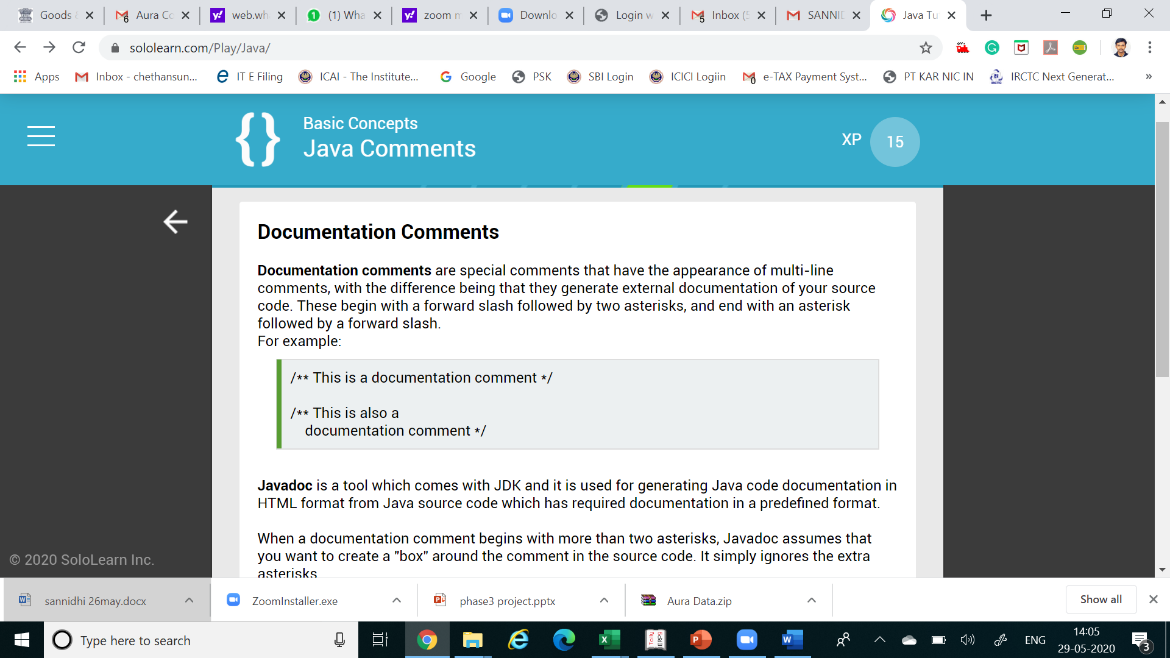 Goods
Aura Co
web.wh
(1) Wha
zoom m
Downlo
Login w
Inbox (5
SANNID
Java Tu
sololearn.com/Play/Java/
Apps
Inbox - chethansun...
IT E Filing
ICAI - The Institute...
Google
PSK
SBI Login
ICICI Logiin
e-TAX Payment Syst...
PT KAR NIC IN
IRCTC Next Generat...
»
Basic Concepts
{} Java Comments
XP 15
Documentation Comments
Documentation comments are special comments that have the appearance of multi-line
comments, with the difference being that they generate external documentation of your source
code. These begin with a forward slash followed by two asterisks, and end with an asterisk
followed by a forward slash.
For example:
/** This is a documentation comment */
/** This is also a
documentation comment */
Javadoc is a tool which comes with JDK and it is used for generating Java code documentation in
HTML format from Java source code which has required documentation in a predefined format.
When a documentation comment begins with more than two asterisks, Javadoc assumes that
you want to create a "box" around the comment in the source code. It simply ignores the extra
asterisks
© 2020 SoloLearn Inc.
sannidhi 26may.docx
ZoomInstaller.exe
phase3 project.pptx
Aura Data.zip
Show all
Type here to search
ENG
14:05
29-05-2020
3